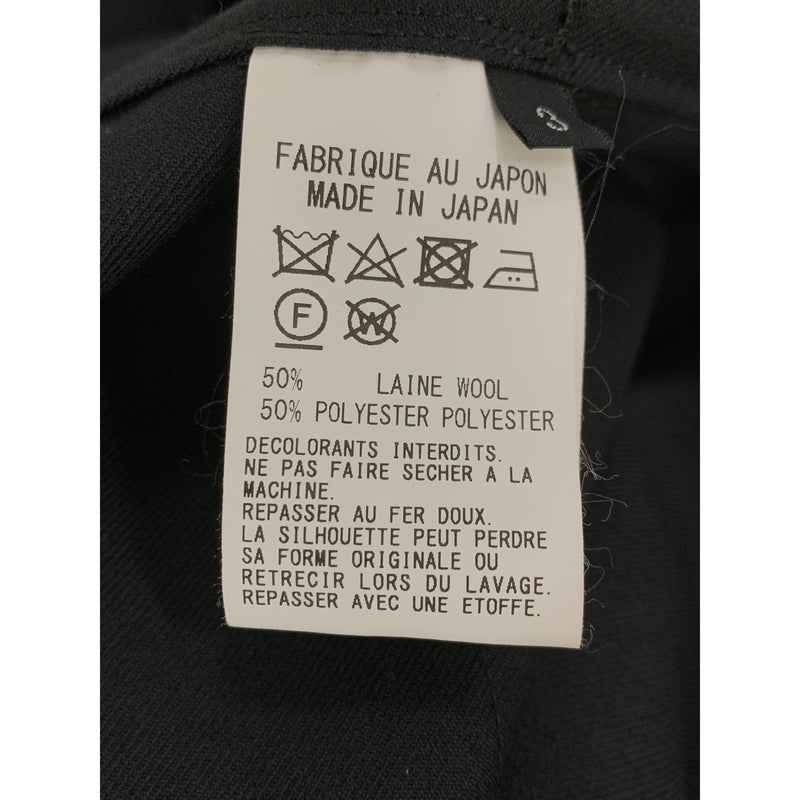 3
FABRIQUE AU JAPON
MADE IN JAPAN
F
W
50% LAINE WOOL
50% POLYESTER POLYESTER
DECOLORANTS INTERDITS.
NE PAS FAIRE SECHER A LA
MACHINE.
REPASSER AU FER DOUX.
LA SILHOUETTE PEUT PERDRE
SA FORME ORIGINALE OU
RETRECIR LORS DU LAVAGE.
REPASSER AVEC UNE ETOFFE.